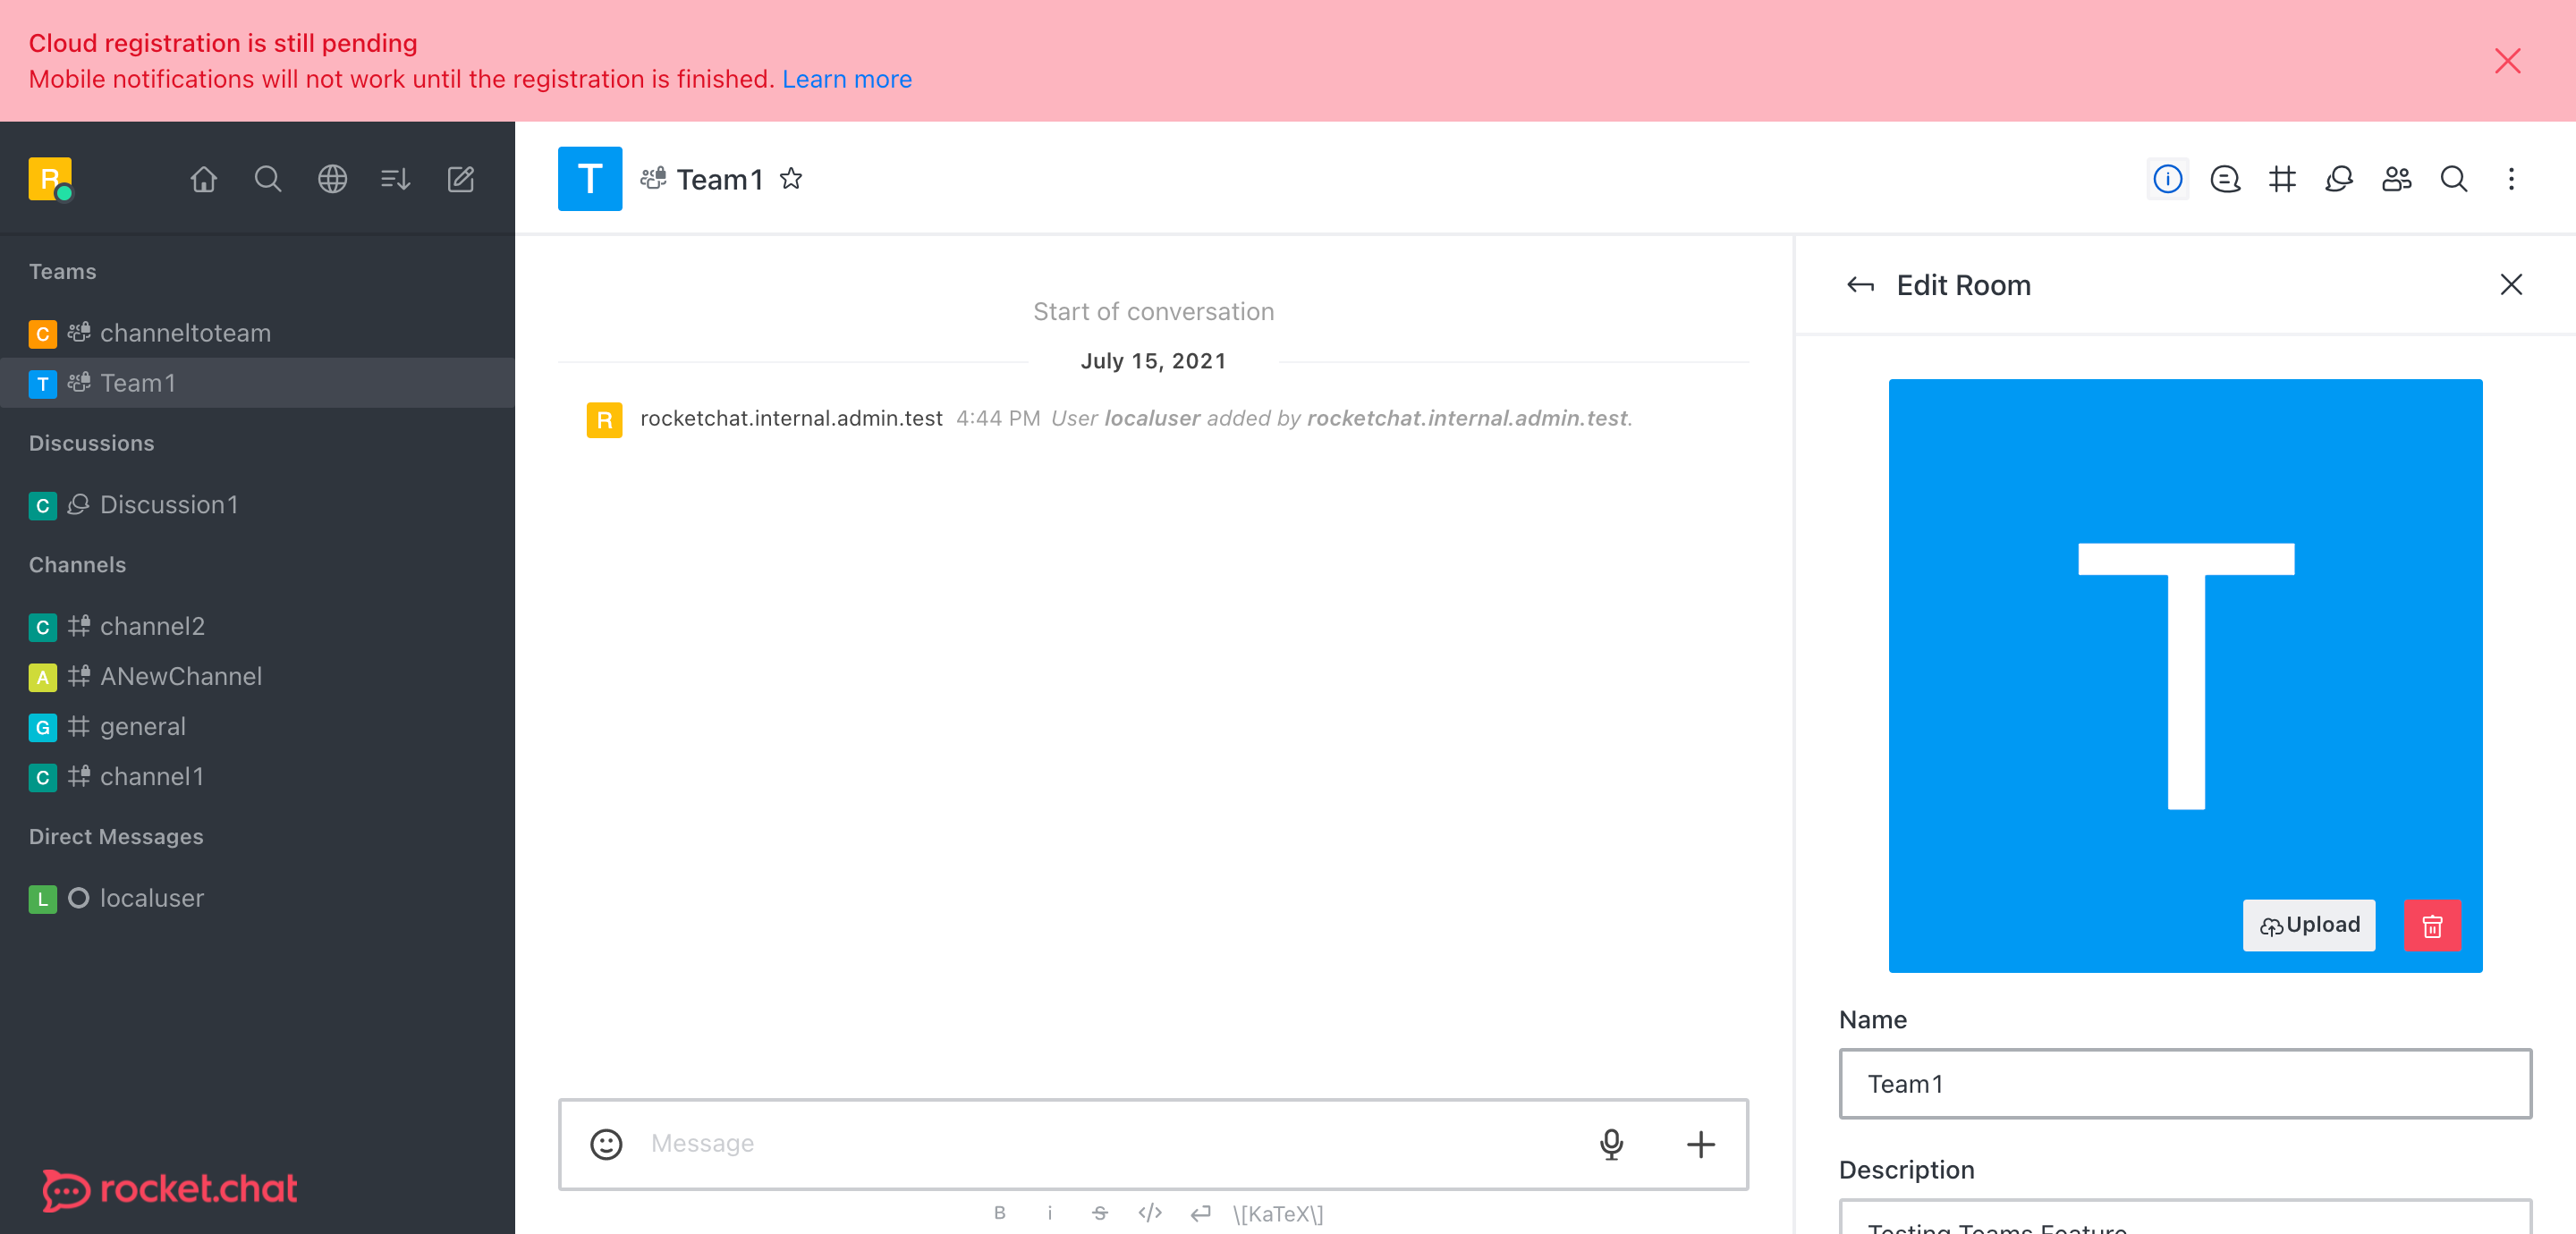 Cloud registration is still pending
Mobile notifications will not work until the registration is finished. Learn more
R
T Team1
Teams
C channeltoteam
T Team1
Discussions
C Discussion1
Channels
C channel2
A ANewChannel
G general
C channel1
Direct Messages
L localuser
rocket.chat
Start of conversation
July 15, 2021
R rocketchat.internal.admin.test 4:44 PM User localuser added by rocketchat.internal.admin.test.
Message
B i S </> \[KaTeX\]
Edit Room
T
Upload
Name
Team1
Description
Testing Teams Feature